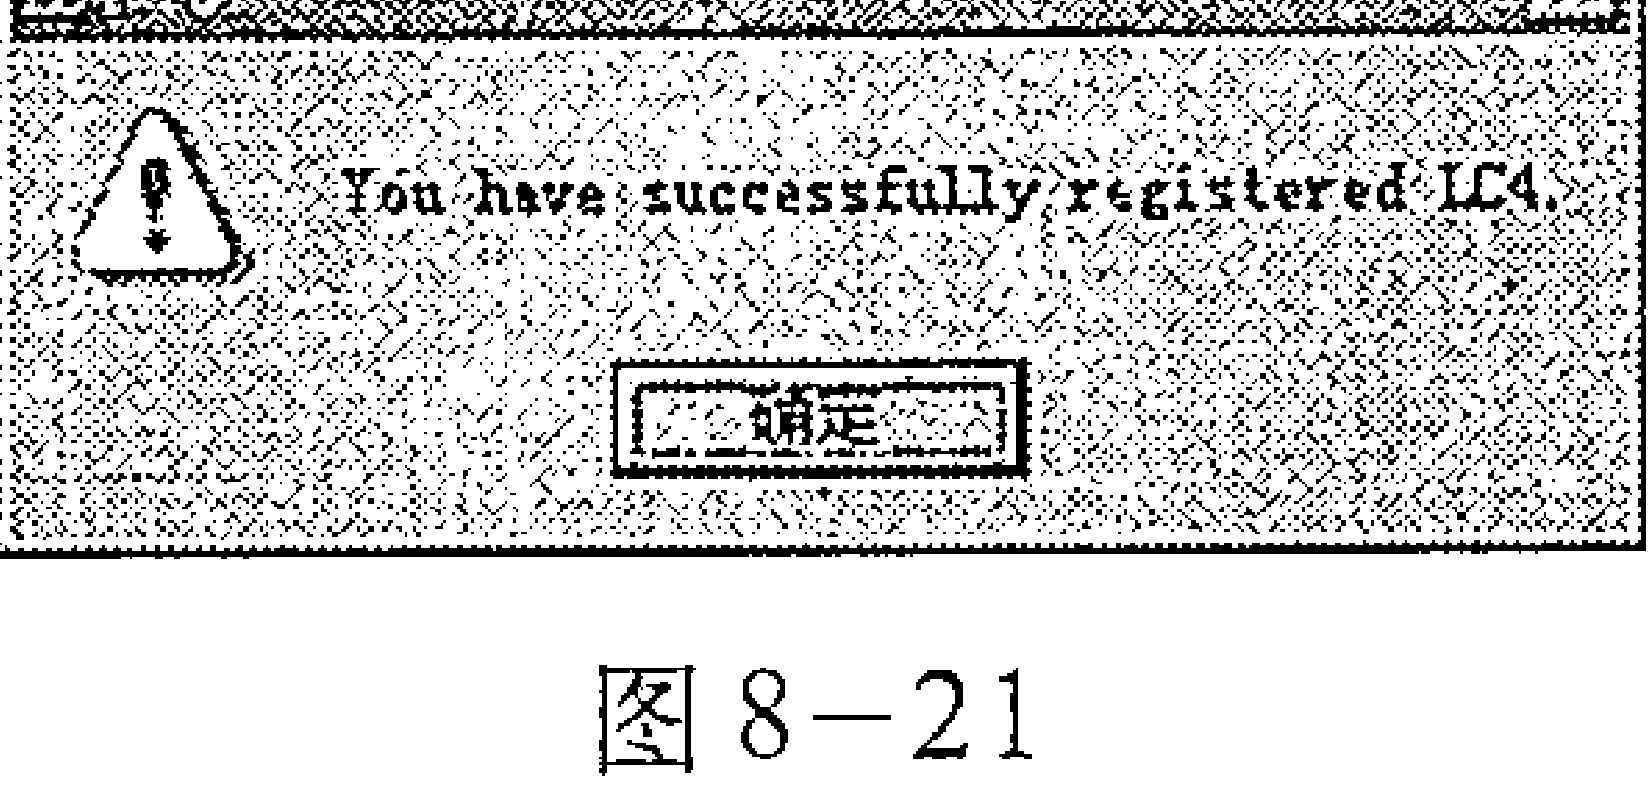 You have successfully registered LC4.
确定
图 8－21